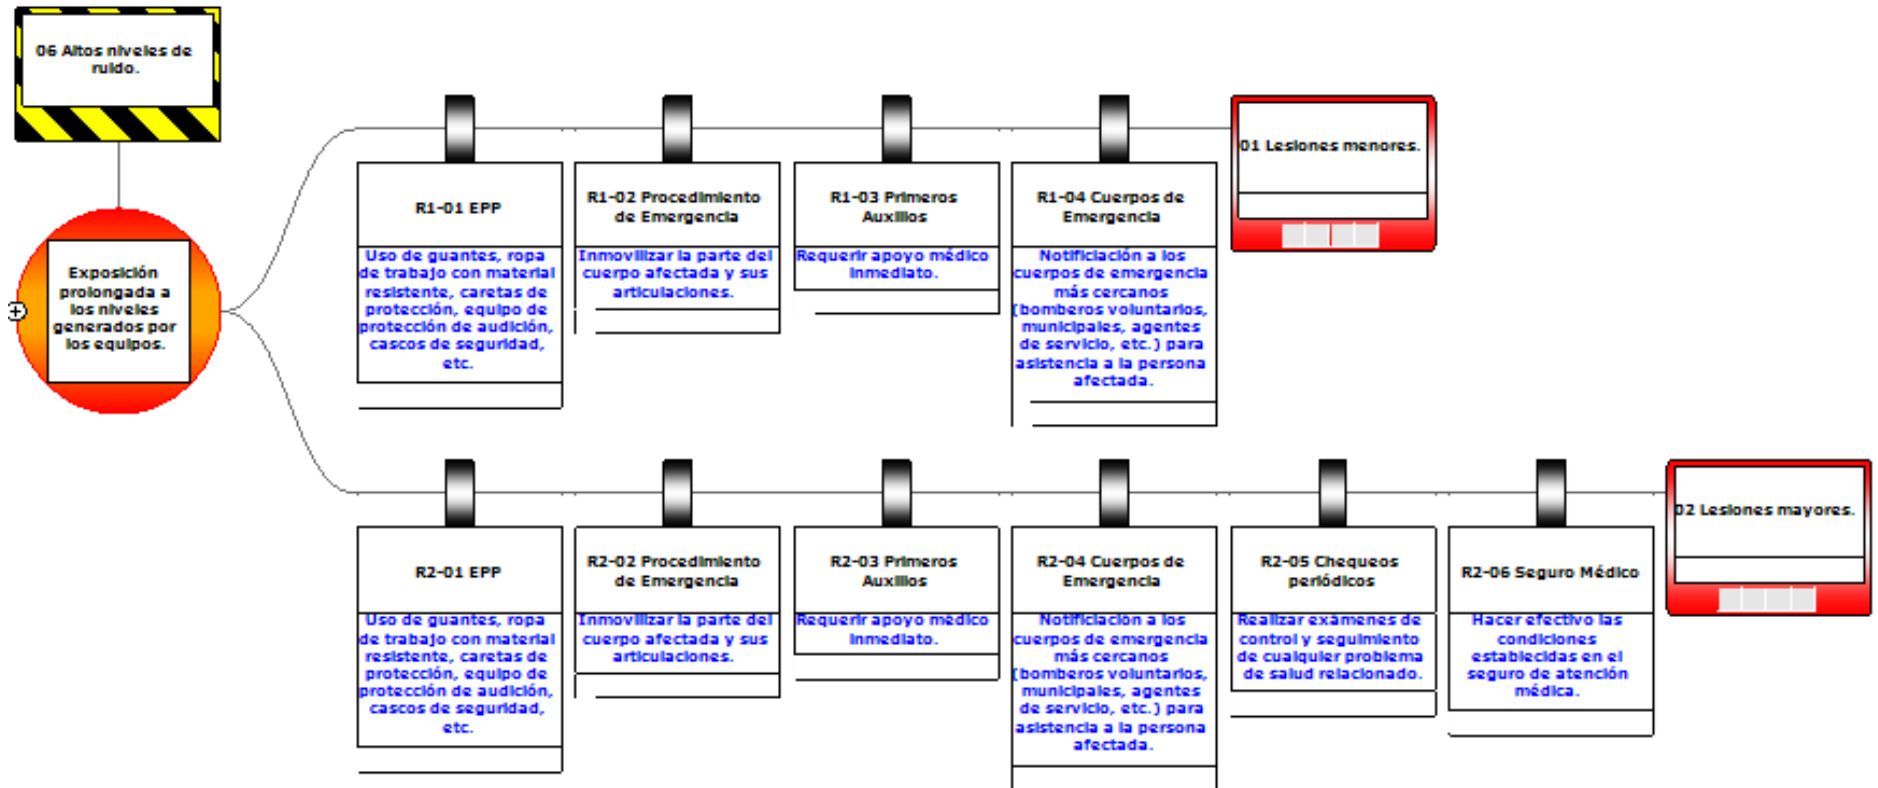 06 Altos niveles de
ruido.
Exposición
prolongada a
los niveles
generados por
los equipos.
R1-01 EPP
Uso de guantes, ropa
de trabajo con material
resistente, caretas de
protección, equipo de
protección de audición,
cascos de seguridad,
etc.
R1-02 Procedimiento
de Emergencia
Inmovilizar la parte del
cuerpo afectada y sus
articulaciones.
R1-03 Primeros
Auxilios
Requerir apoyo médico
inmediato.
R1-04 Cuerpos de
Emergencia
Notificiación a los
cuerpos de emergencia
más cercanos
(bomberos voluntarios,
municipales, agentes
de servicio, etc.) para
asistencia a la persona
afectada.
01 Lesiones menores.
R2-01 EPP
Uso de guantes, ropa
de trabajo con material
resistente, caretas de
protección, equipo de
protección de audición,
cascos de seguridad,
etc.
R2-02 Procedimiento
de Emergencia
Inmovilizar la parte del
cuerpo afectada y sus
articulaciones.
R2-03 Primeros
Auxilios
Requerir apoyo médico
inmediato.
R2-04 Cuerpos de
Emergencia
Notificiación a los
cuerpos de emergencia
más cercanos
(bomberos voluntarios,
municipales, agentes
de servicio, etc.) para
asistencia a la persona
afectada.
R2-05 Chequeos
periódicos
Realizar exámenes de
control y seguimiento
de cualquier problema
de salud relacionado.
R2-06 Seguro Médico
Hacer efectivo las
condiciones
establecidas en el
seguro de atención
médica.
02 Lesiones mayores.